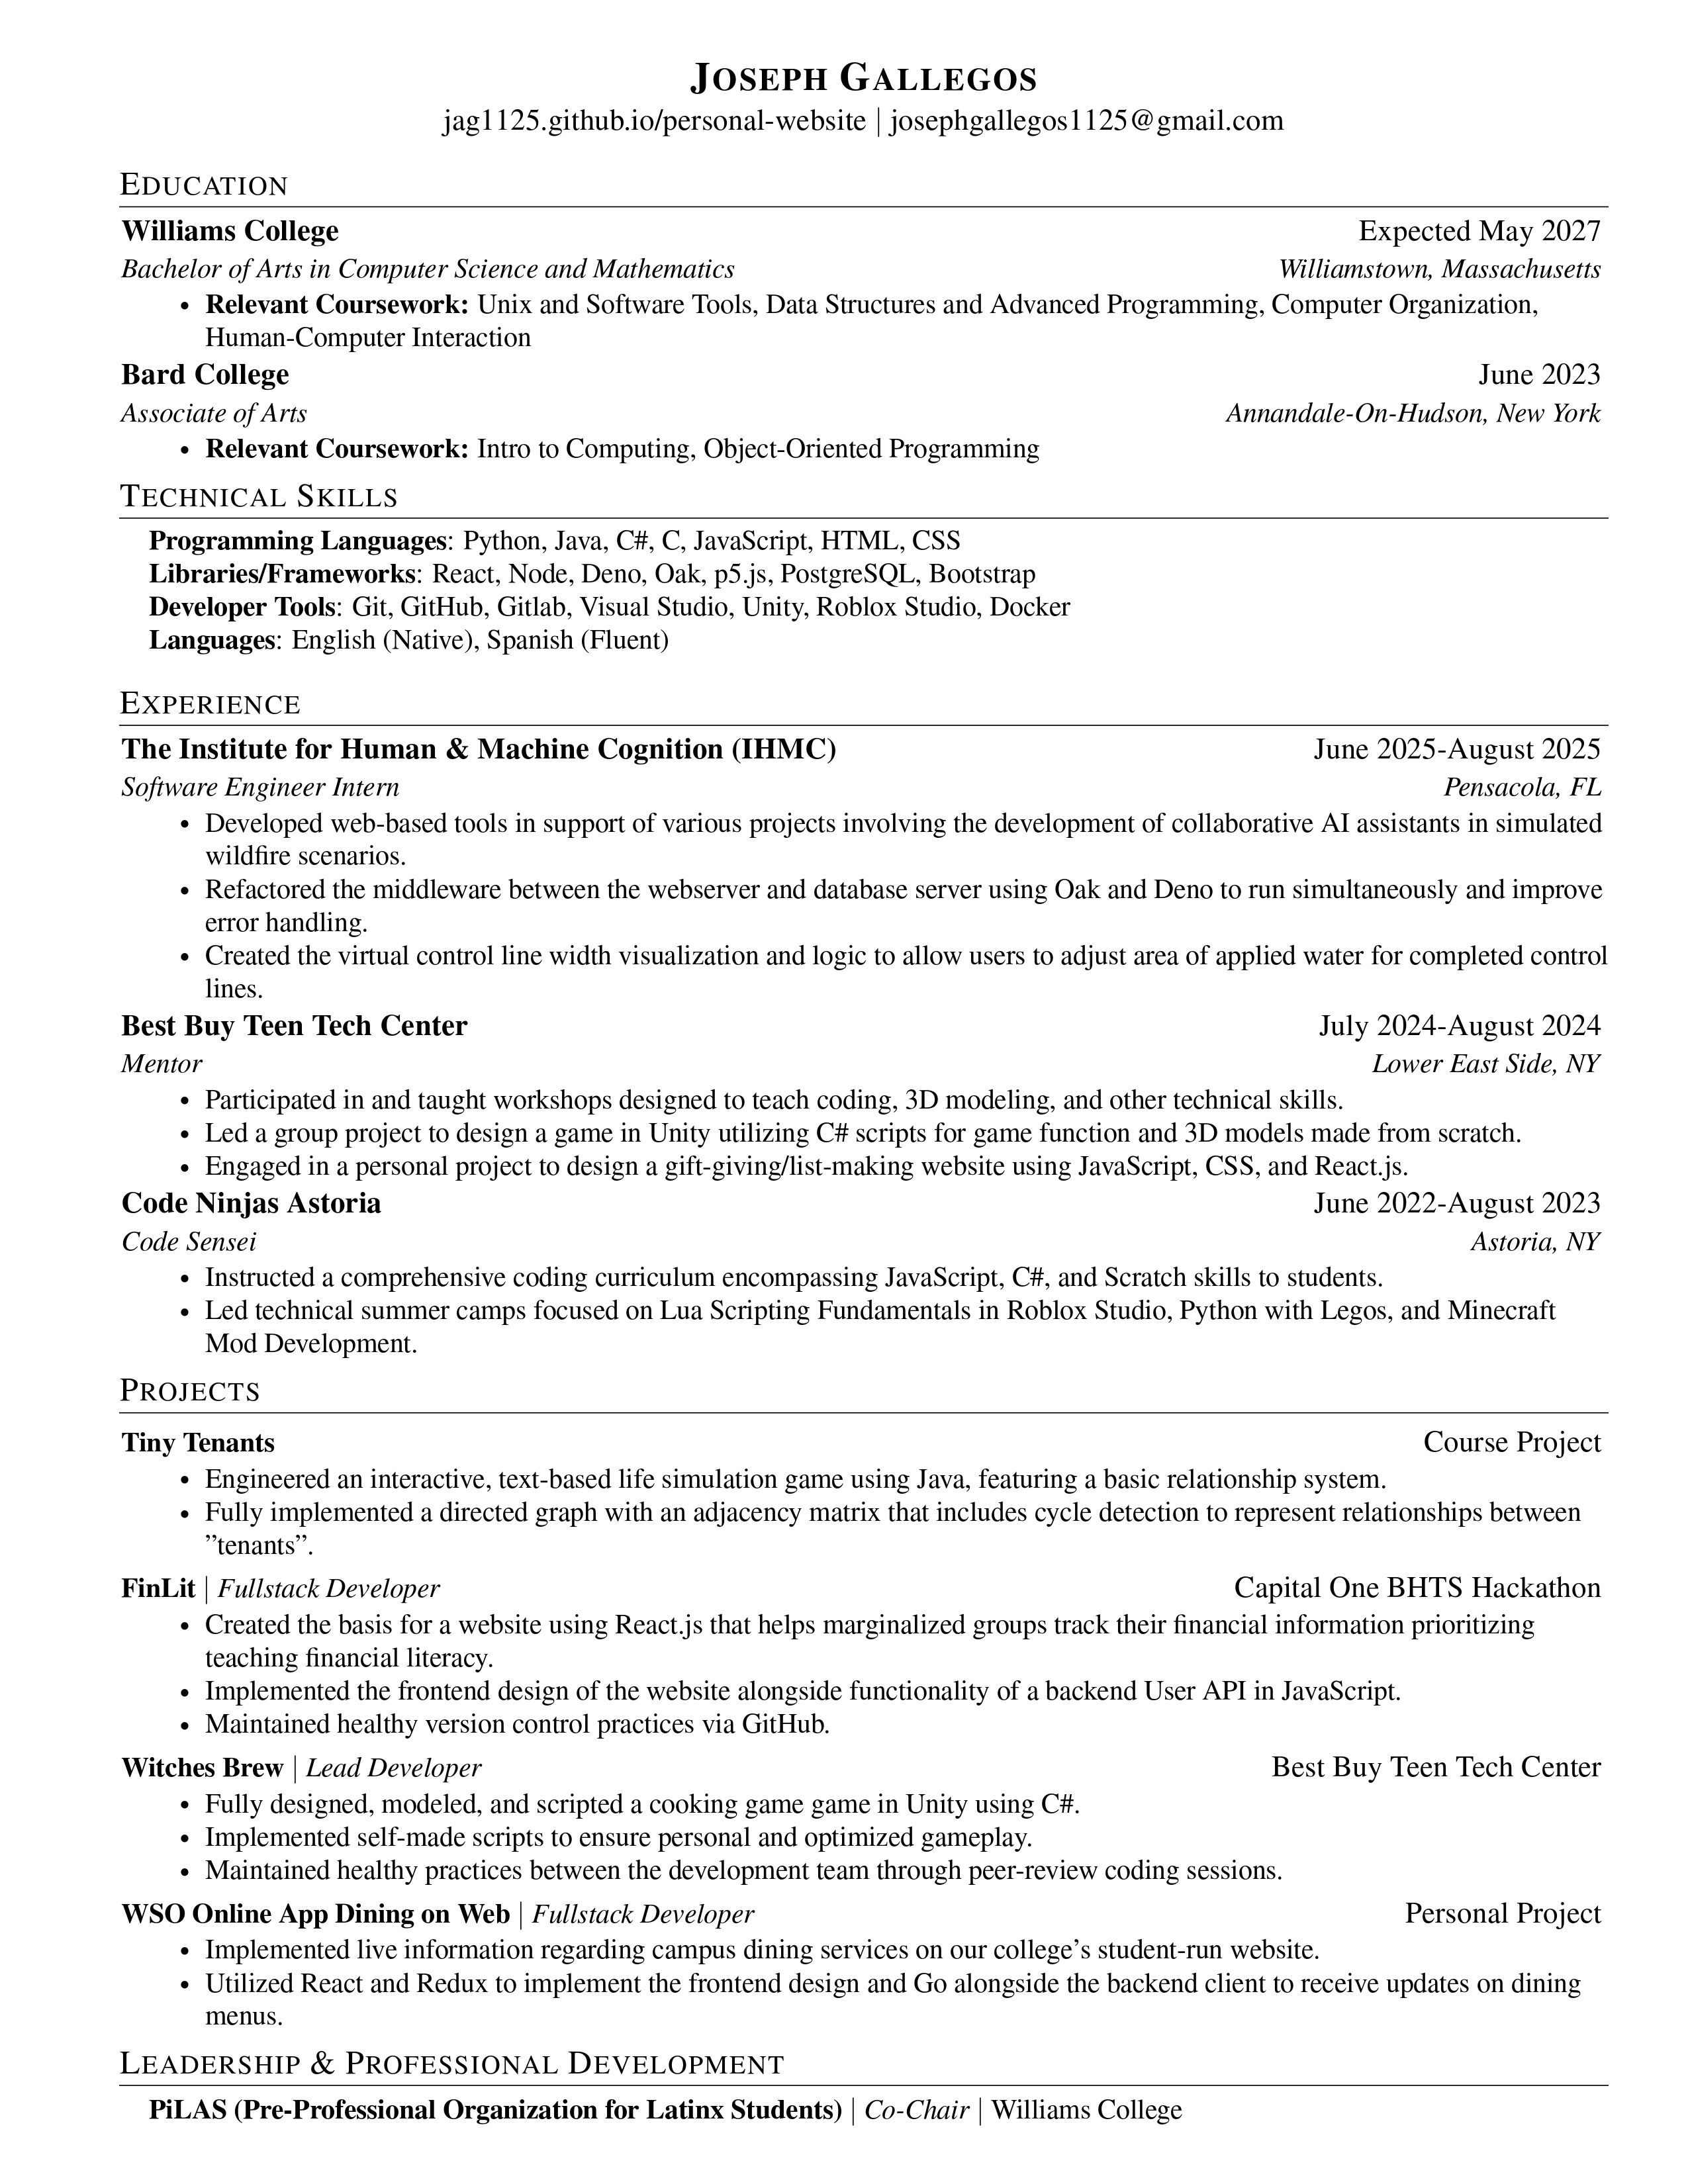 JOSEPH GALLEGOS
jag1125.github.io/personal-website | josephgallegos1125@gmail.com
EDUCATION
Williams College Expected May 2027
Bachelor of Arts in Computer Science and Mathematics Williamstown, Massachusetts
• Relevant Coursework: Unix and Software Tools, Data Structures and Advanced Programming, Computer Organization,
Human-Computer Interaction
Bard College June 2023
Associate of Arts Annandale-On-Hudson, New York
• Relevant Coursework: Intro to Computing, Object-Oriented Programming
TECHNICAL SKILLS
Programming Languages: Python, Java, C#, C, JavaScript, HTML, CSS
Libraries/Frameworks: React, Node, Deno, Oak, p5.js, PostgreSQL, Bootstrap
Developer Tools: Git, GitHub, Gitlab, Visual Studio, Unity, Roblox Studio, Docker
Languages: English (Native), Spanish (Fluent)
EXPERIENCE
The Institute for Human & Machine Cognition (IHMC) June 2025-August 2025
Software Engineer Intern Pensacola, FL
• Developed web-based tools in support of various projects involving the development of collaborative AI assistants in simulated
wildfire scenarios.
• Refactored the middleware between the webserver and database server using Oak and Deno to run simultaneously and improve
error handling.
• Created the virtual control line width visualization and logic to allow users to adjust area of applied water for completed control
lines.
Best Buy Teen Tech Center July 2024-August 2024
Mentor Lower East Side, NY
• Participated in and taught workshops designed to teach coding, 3D modeling, and other technical skills.
• Led a group project to design a game in Unity utilizing C# scripts for game function and 3D models made from scratch.
• Engaged in a personal project to design a gift-giving/list-making website using JavaScript, CSS, and React.js.
Code Ninjas Astoria June 2022-August 2023
Code Sensei Astoria, NY
• Instructed a comprehensive coding curriculum encompassing JavaScript, C#, and Scratch skills to students.
• Led technical summer camps focused on Lua Scripting Fundamentals in Roblox Studio, Python with Legos, and Minecraft
Mod Development.
PROJECTS
Tiny Tenants Course Project
• Engineered an interactive, text-based life simulation game using Java, featuring a basic relationship system.
• Fully implemented a directed graph with an adjacency matrix that includes cycle detection to represent relationships between
”tenants”.
FinLit | Fullstack Developer Capital One BHTS Hackathon
• Created the basis for a website using React.js that helps marginalized groups track their financial information prioritizing
teaching financial literacy.
• Implemented the frontend design of the website alongside functionality of a backend User API in JavaScript.
• Maintained healthy version control practices via GitHub.
Witches Brew | Lead Developer Best Buy Teen Tech Center
• Fully designed, modeled, and scripted a cooking game game in Unity using C#.
• Implemented self-made scripts to ensure personal and optimized gameplay.
• Maintained healthy practices between the development team through peer-review coding sessions.
WSO Online App Dining on Web | Fullstack Developer Personal Project
• Implemented live information regarding campus dining services on our college’s student-run website.
• Utilized React and Redux to implement the frontend design and Go alongside the backend client to receive updates on dining
menus.
LEADERSHIP & PROFESSIONAL DEVELOPMENT
PiLAS (Pre-Professional Organization for Latinx Students) | Co-Chair | Williams College